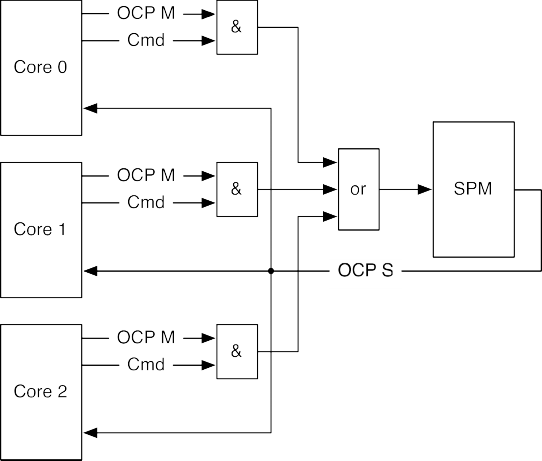 OCP M
&
Cmd
Core 0
OCP M
&
Cmd
or
SPM
Core 1
OCP S
OCP M
&
Cmd
Core 2